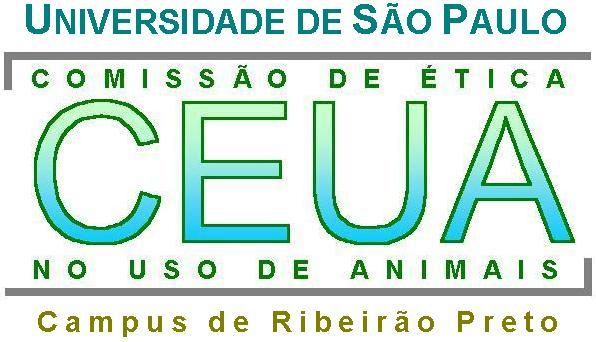 UNIVERSIDADE DE SÃO PAULO
COMISSÃO DE ÉTICA
CEUA
NO USO DE ANIMAIS
Campus de Ribeirão Preto